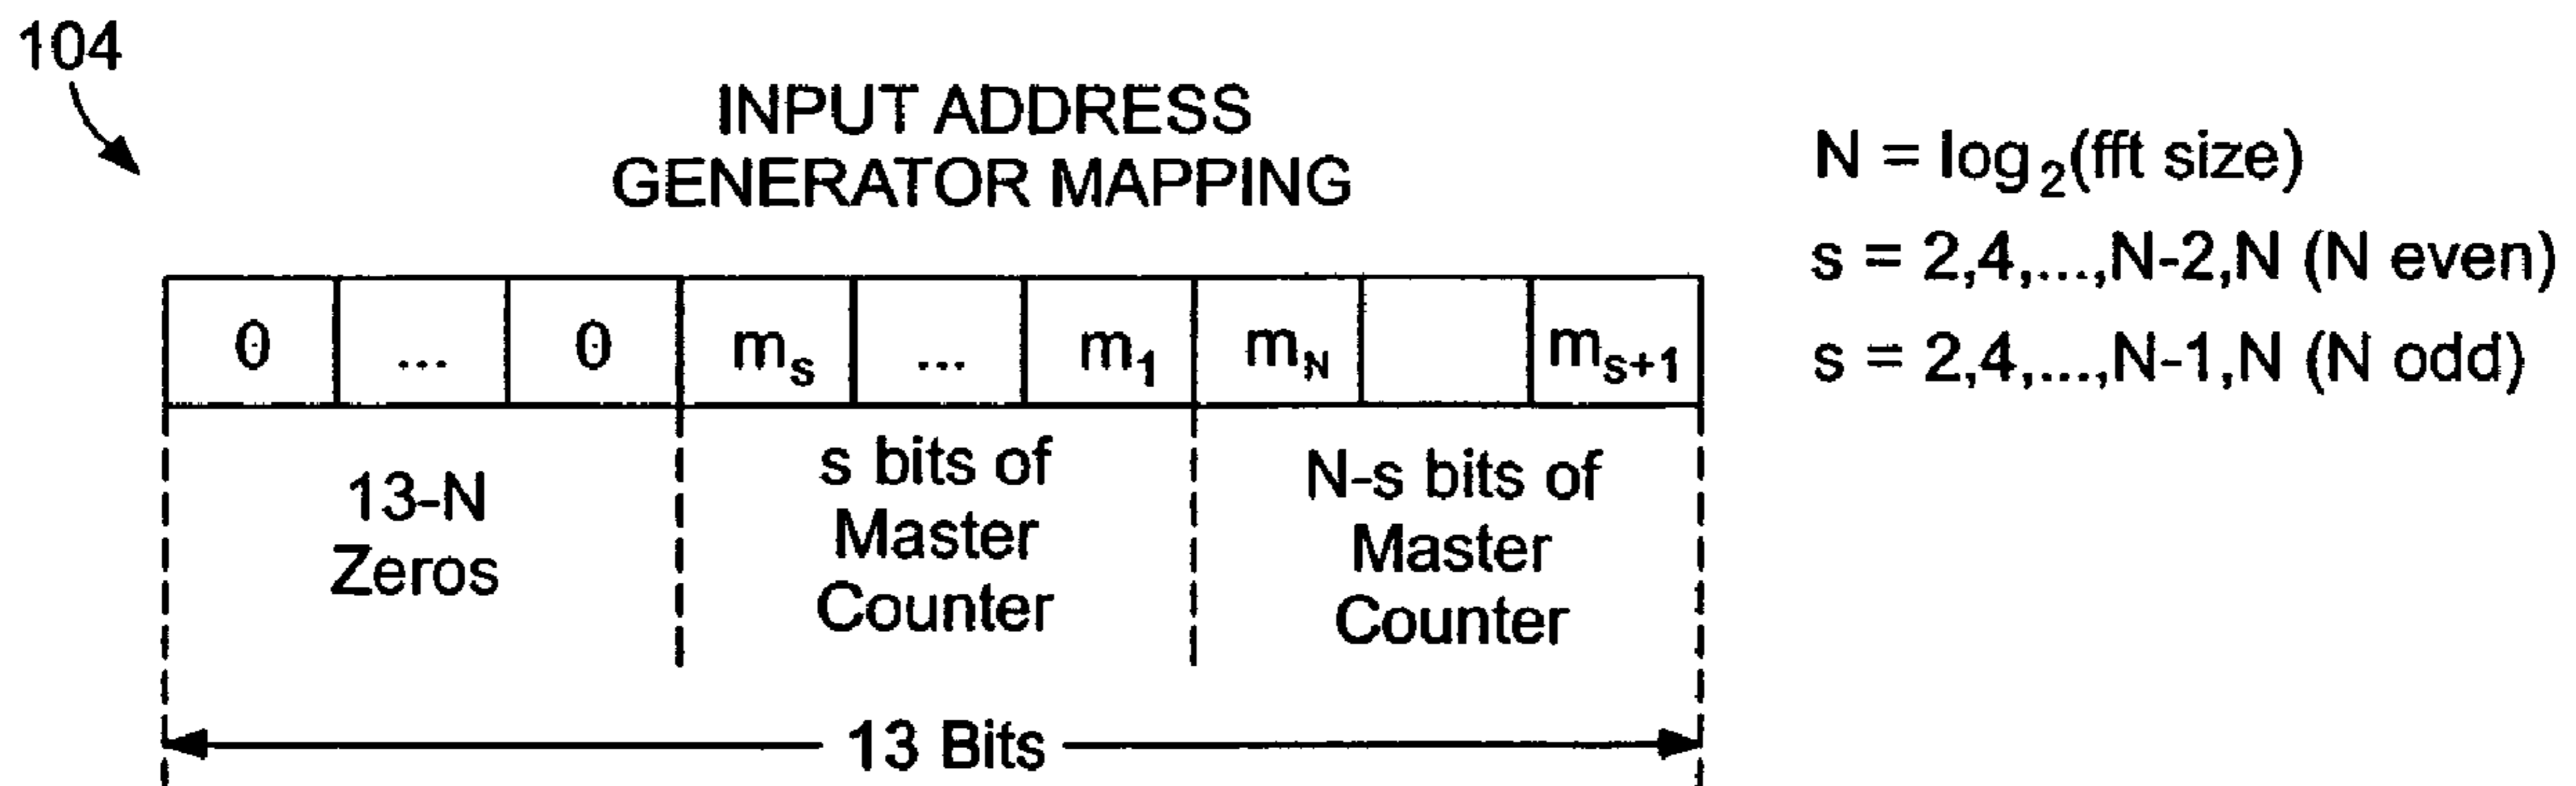 104
INPUT ADDRESS
GENERATOR MAPPING
N = log₂(fft size)
s = 2,4,...,N-2,N (N even)
s = 2,4,...,N-1,N (N odd)
0 ... 0 mₛ ... m₁ m_N mₛ₊₁
13-N
Zeros
s bits of
Master
Counter
N-s bits of
Master
Counter
13 Bits